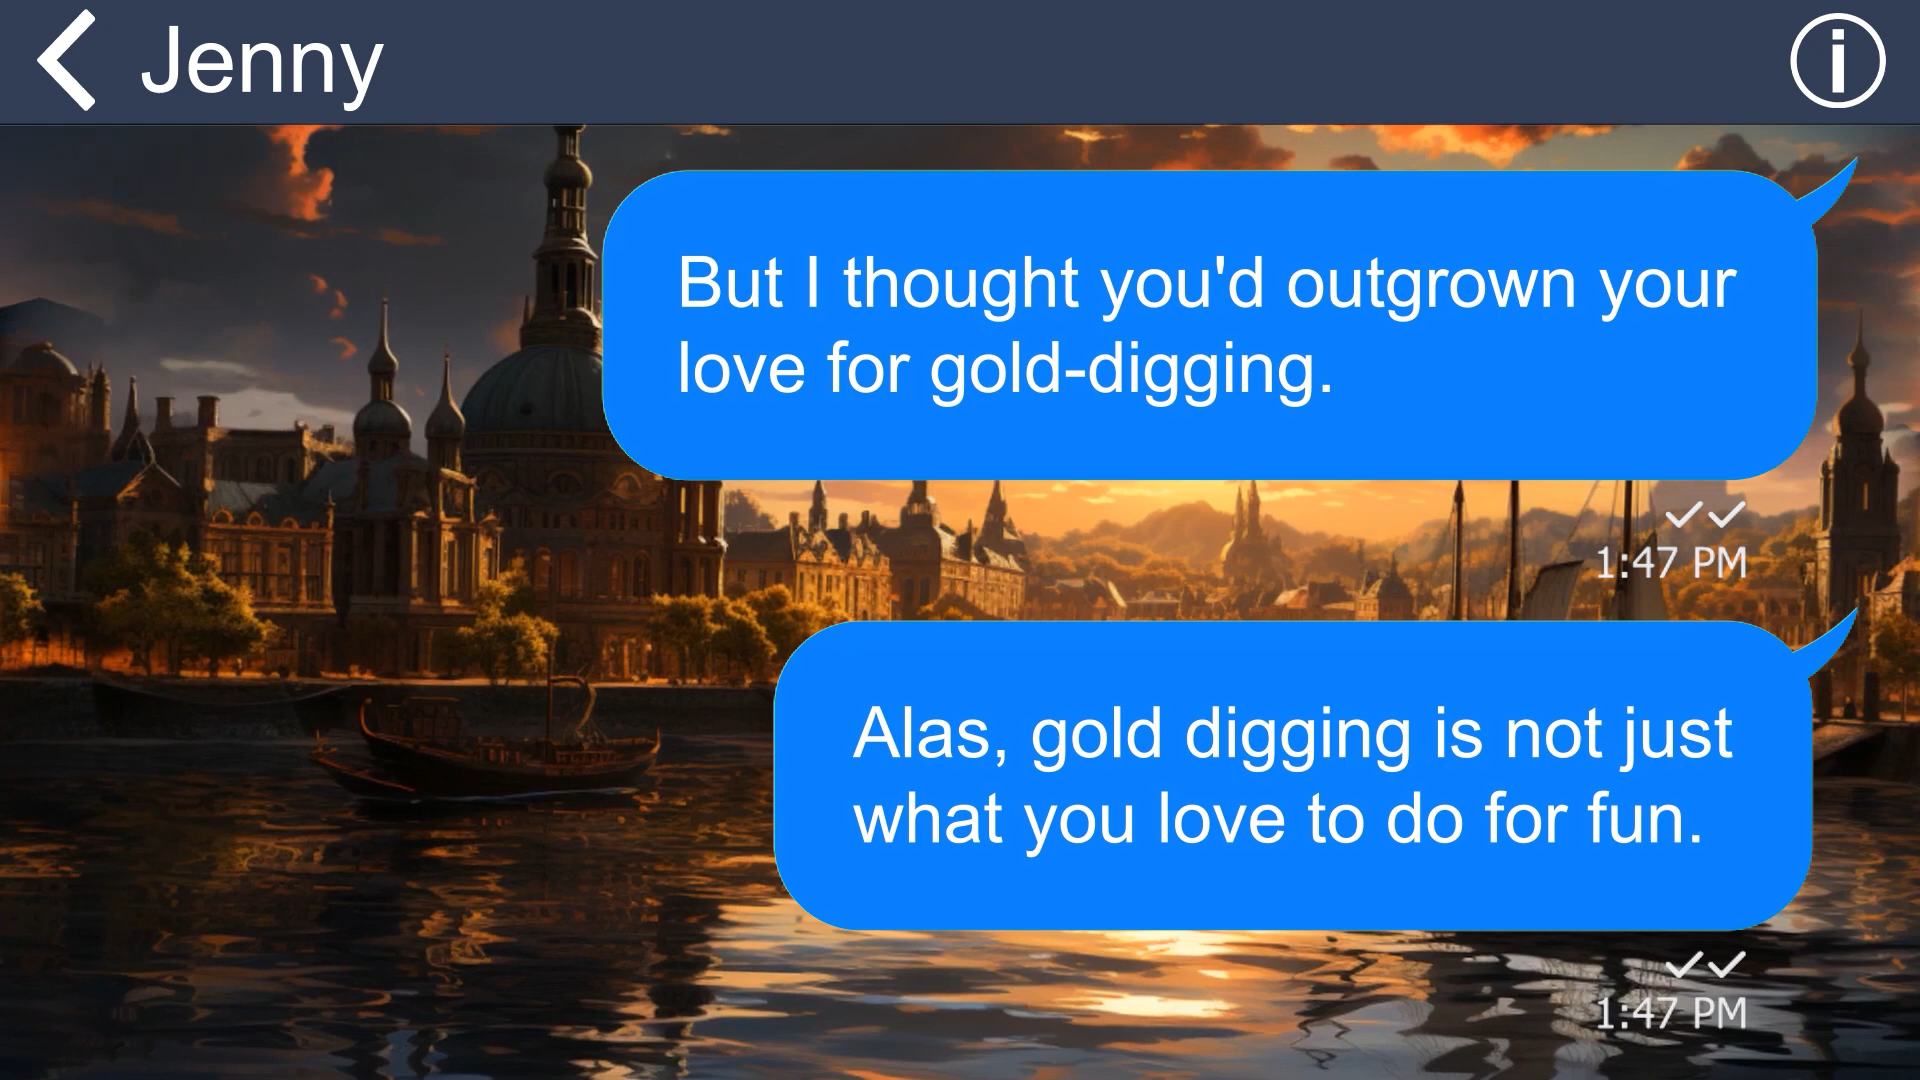 Jenny
But I thought you'd outgrown your
love for gold-digging.
1:47 PM
Alas, gold digging is not just
what you love to do for fun.
1:47 PM